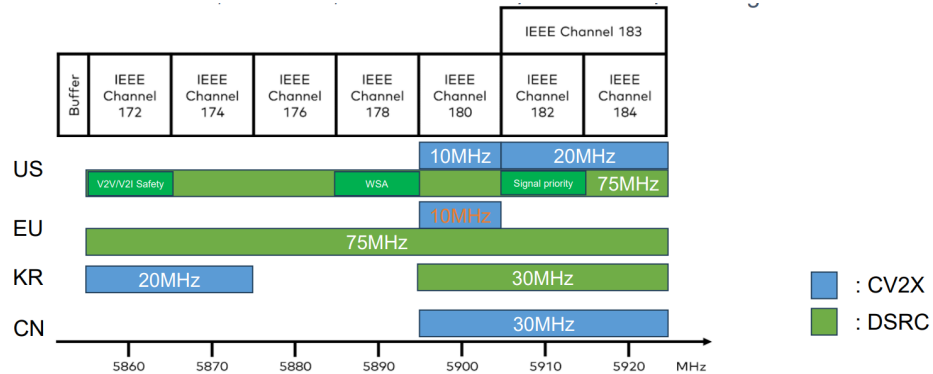 IEEE Channel 183
Buffer
IEEE
Channel
172
IEEE
Channel
174
IEEE
Channel
176
IEEE
Channel
178
IEEE
Channel
180
IEEE
Channel
182
IEEE
Channel
184
US
10MHz
20MHz
V2V/V2I Safety
WSA
Signal priority
75MHz
EU
10MHz
75MHz
KR
20MHz
30MHz
CN
30MHz
: CV2X
: DSRC
5860
5870
5880
5890
5900
5910
5920
MHz